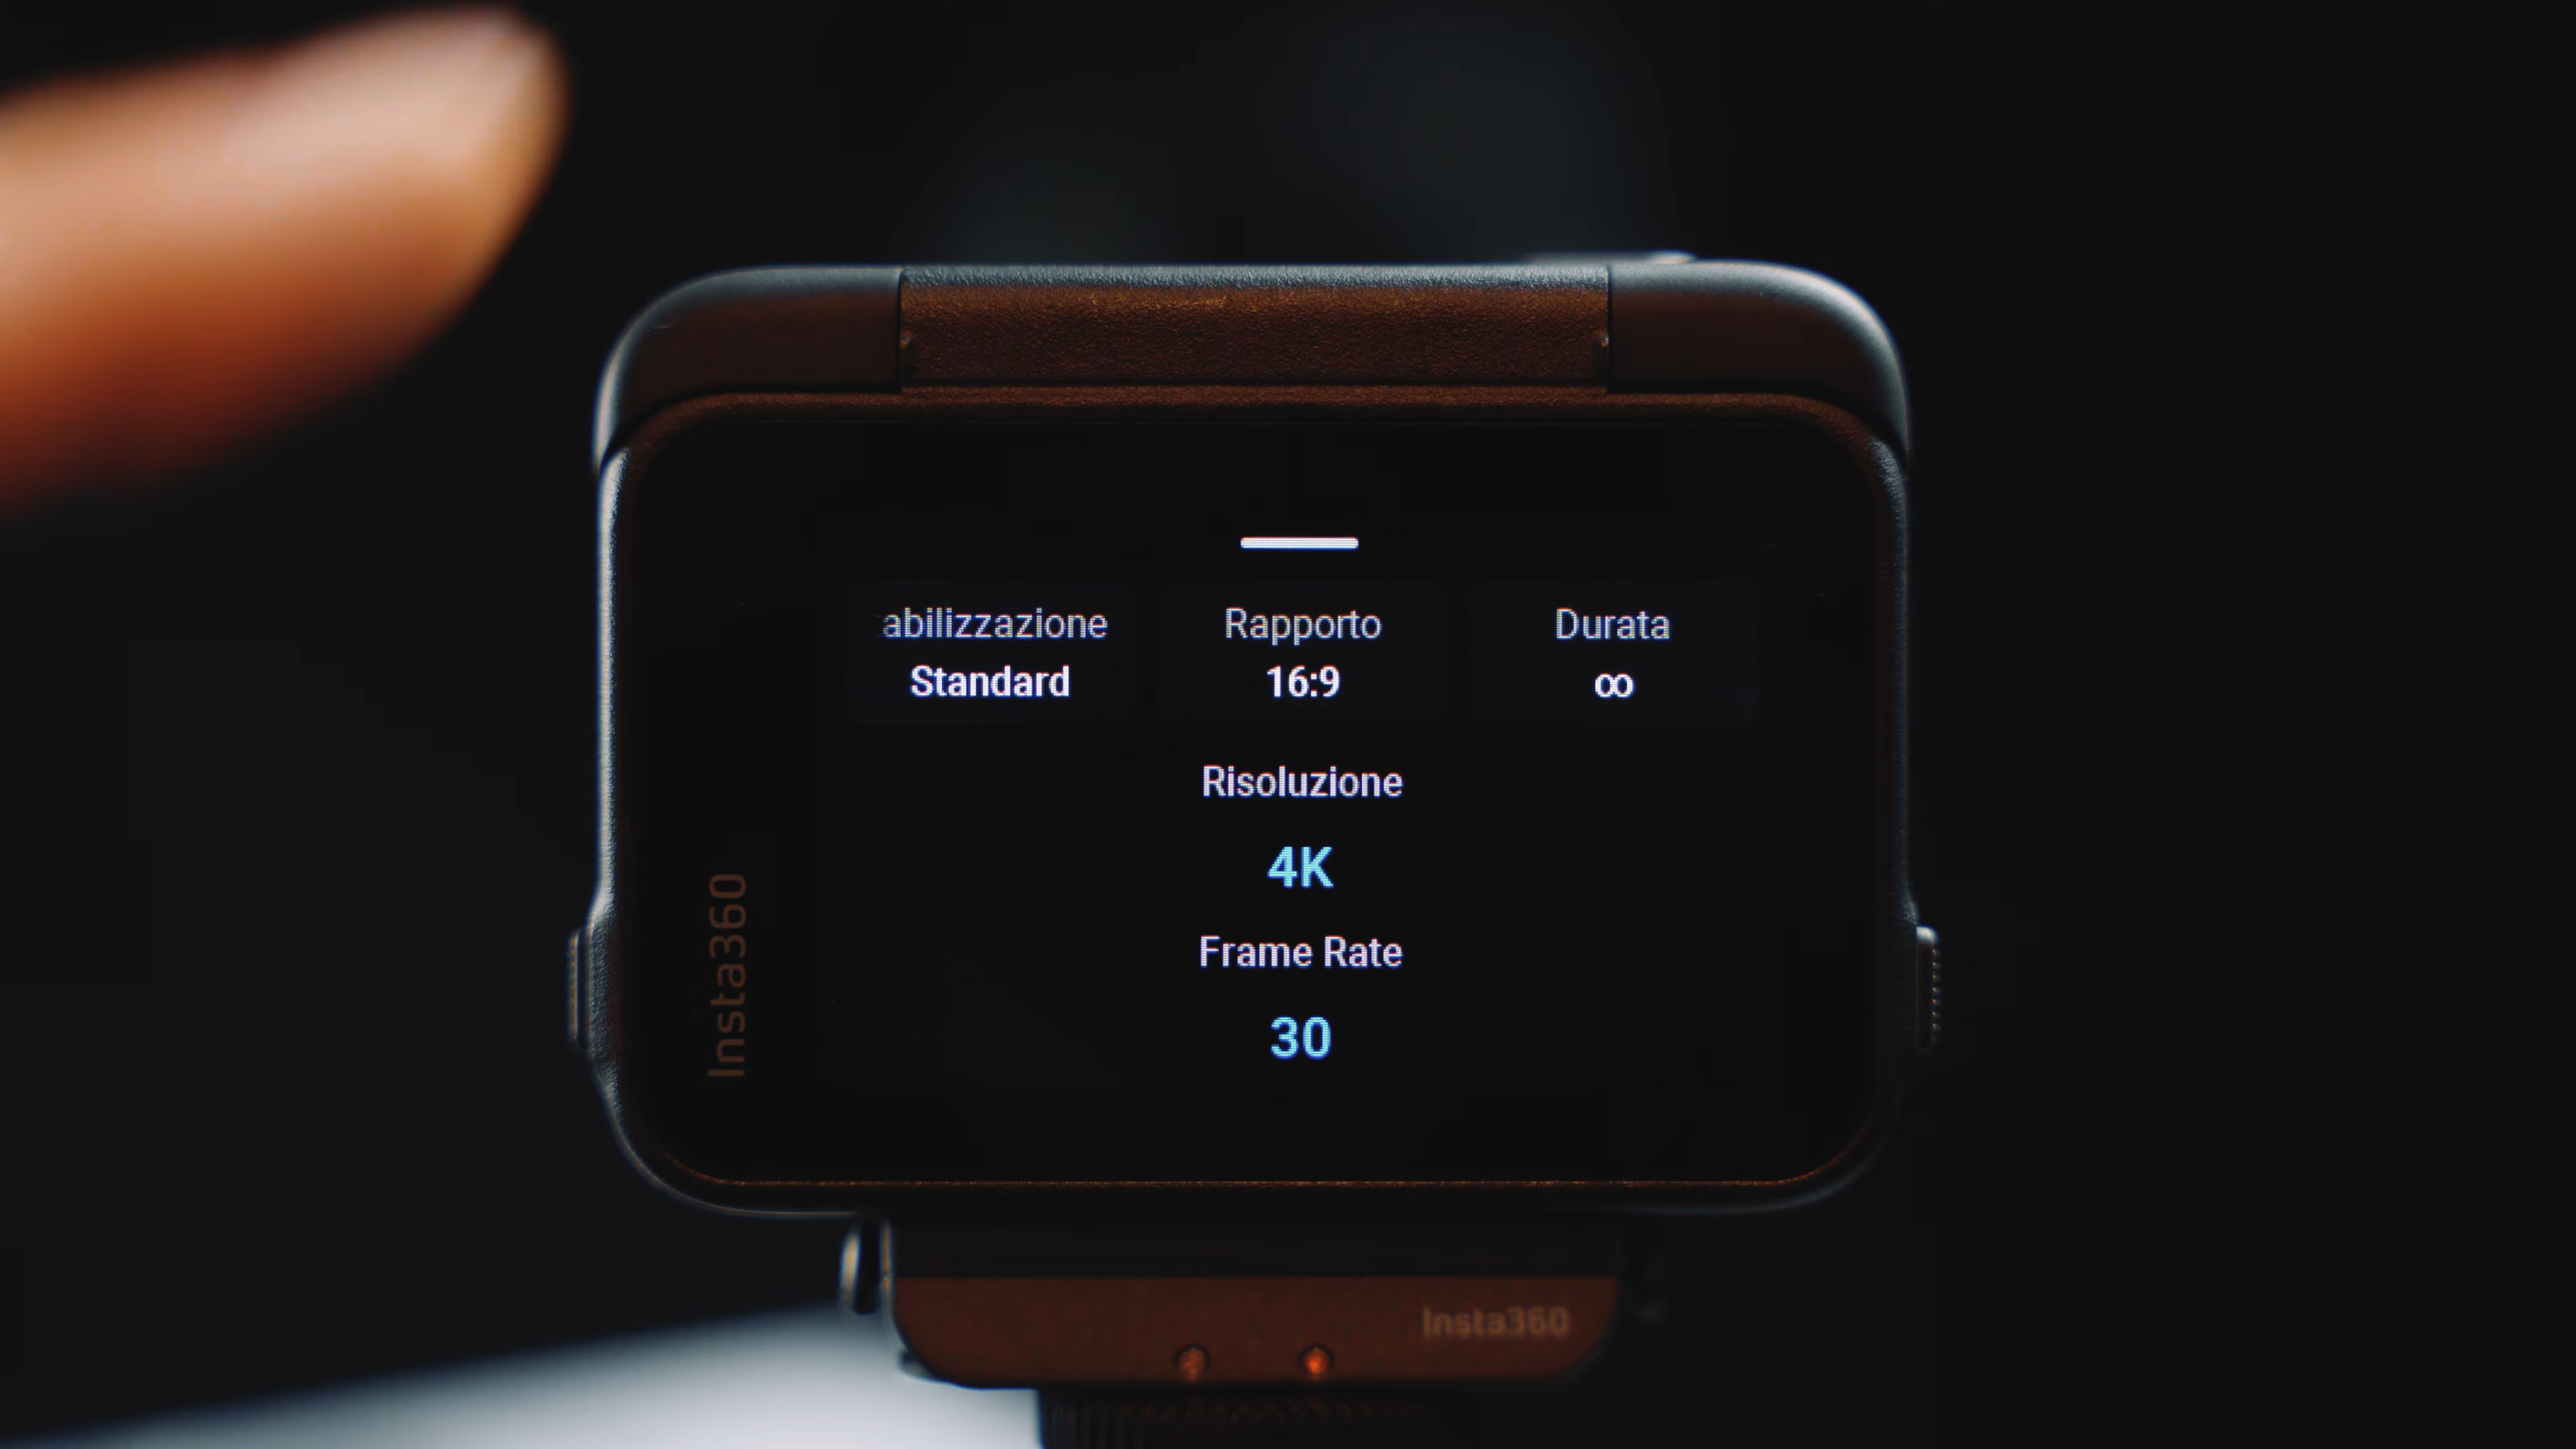 abilizzazione
Standard
Rapporto
16:9
Durata
∞
Risoluzione
4K
Frame Rate
30
Insta360
Insta360